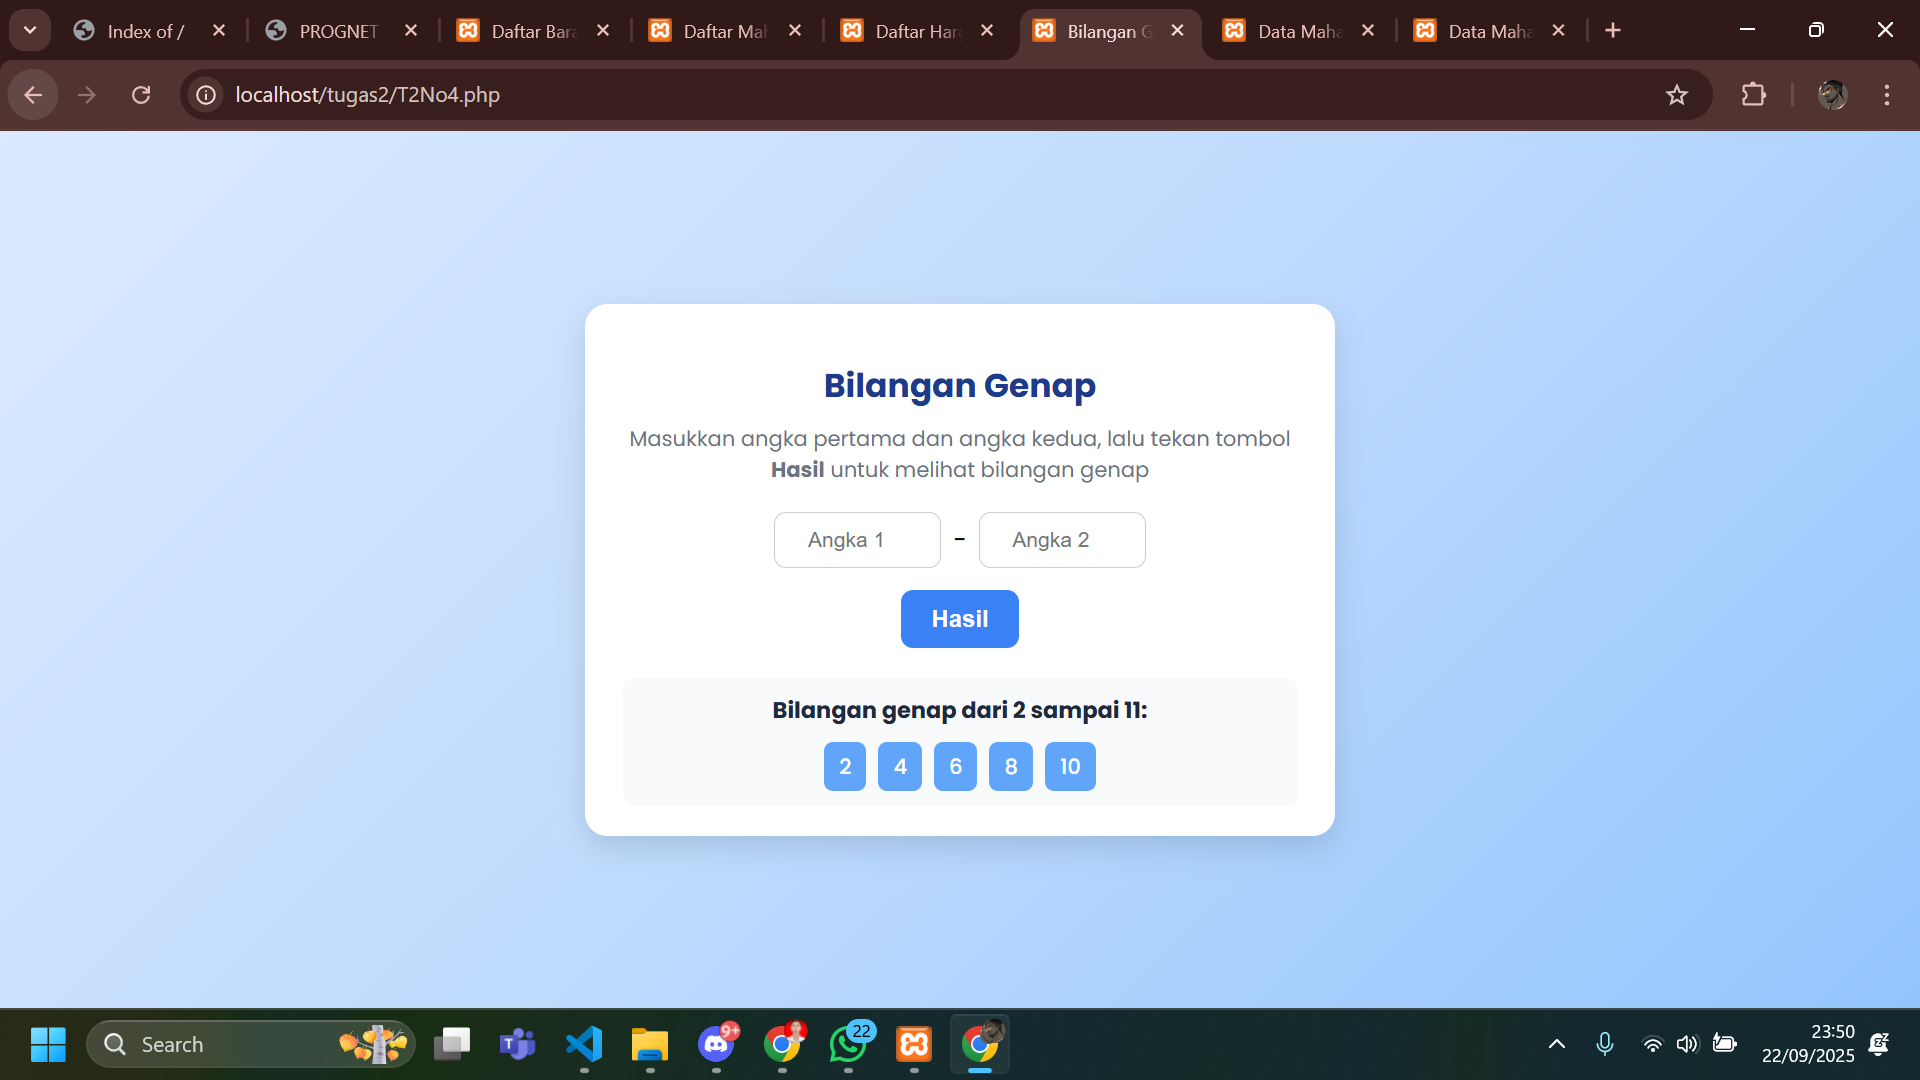 Index of /
PROGNET
Daftar Bara
Daftar Mah
Daftar Harg
Bilangan G
Data Maha
Data Maha
localhost/tugas2/T2No4.php
Bilangan Genap
Masukkan angka pertama dan angka kedua, lalu tekan tombol
Hasil untuk melihat bilangan genap
Angka 1 - Angka 2
Hasil
Bilangan genap dari 2 sampai 11:
2 4 6 8 10
Search
9+
22
23:50
22/09/2025